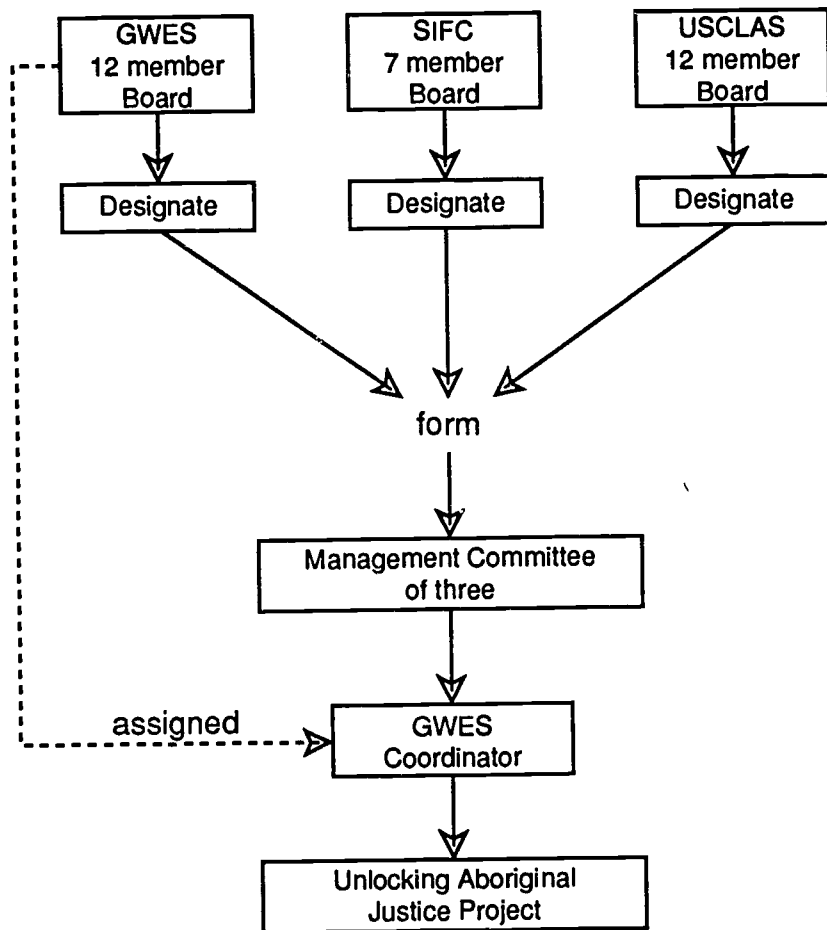 GWES
12 member
Board
SIFC
7 member
Board
USCLAS
12 member
Board
Designate
Designate
Designate
form
Management Committee
of three
assigned
GWES
Coordinator
Unlocking Aboriginal
Justice Project